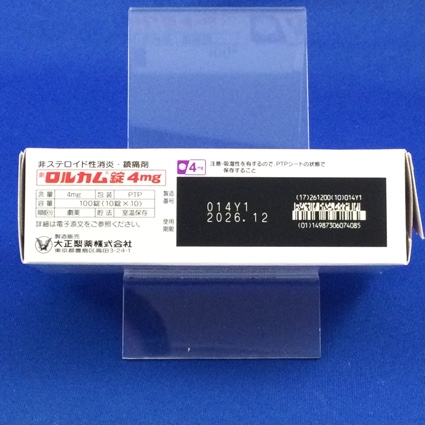 非ステロイド性消炎・鎮痛剤
ロルカム錠4mg
含量 4mg 包装 PTP
容量 100錠(10錠×10)
規制区分 劇薬 貯法 室温保存
詳細は電子添文をご参照ください。
製造販売
大正製薬株式会社
東京都豊島区高田3-24-1
4mg
注意-吸湿性を有するので、PTPシートの状態で
保存すること
製造番号 014Y1
使用期限 2026.12
(17)261200(10)014Y1
(01)14987306074085